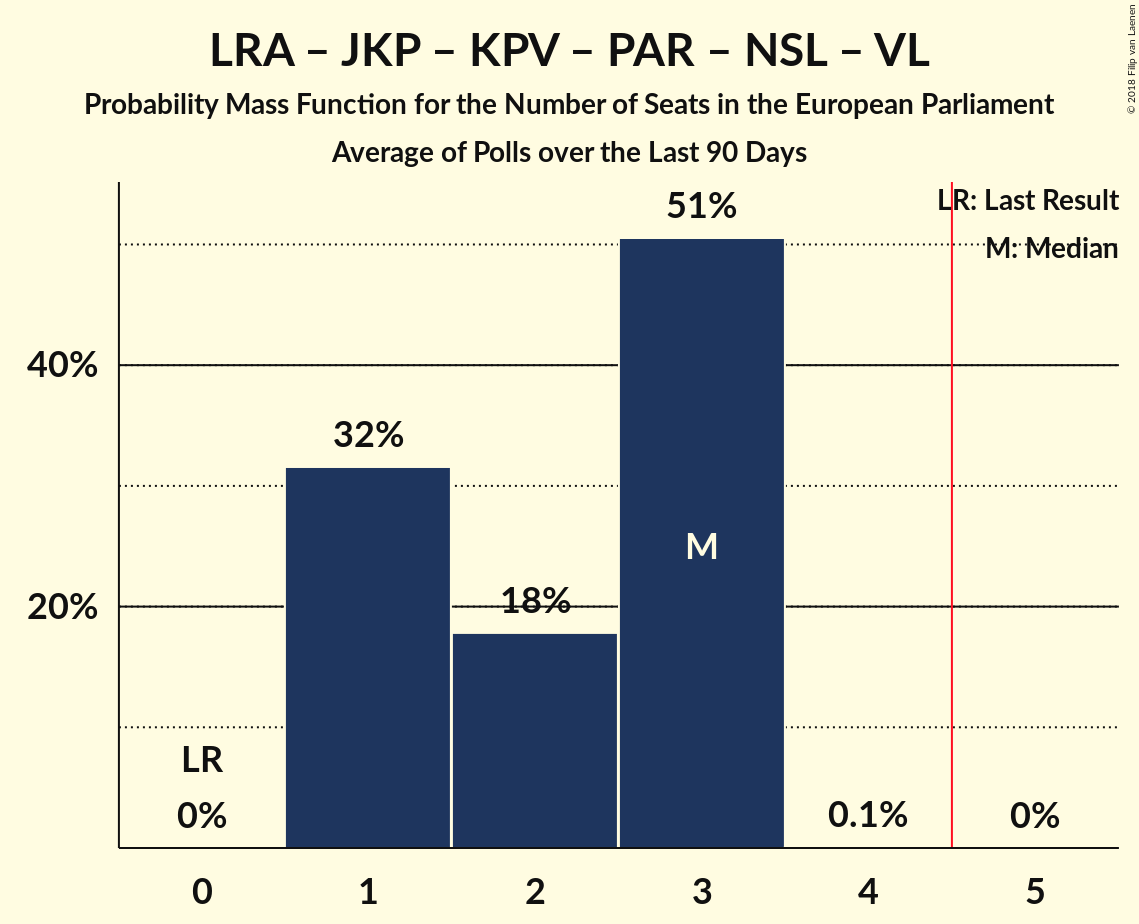 LRA – JKP – KPV – PAR – NSL – VL
Probability Mass Function for the Number of Seats in the European Parliament
Average of Polls over the Last 90 Days
© 2018 Filip van Laenen
LR: Last Result
M: Median
51%
40%
32%
M
20%
18%
LR
0%
0.1%
0%
0
1
2
3
4
5